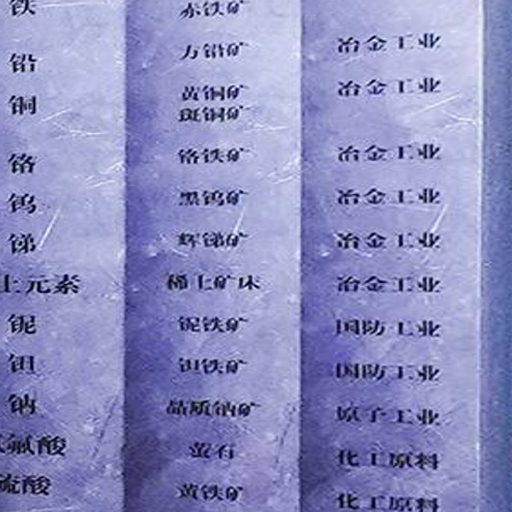 铁 赤铁矿
铅 方铅矿 冶金工业
铜 黄铜矿 冶金工业
斑铜矿
铬 铬铁矿 冶金工业
钨 黑钨矿 冶金工业
锑 辉锑矿 冶金工业
土元素 稀土矿床 冶金工业
铌 铌铁矿 国防工业
钽 钽铁矿 国防工业
钠 晶质钠矿 原子工业
氟酸 萤石 化工原料
硫酸 黄铁矿 化工原料